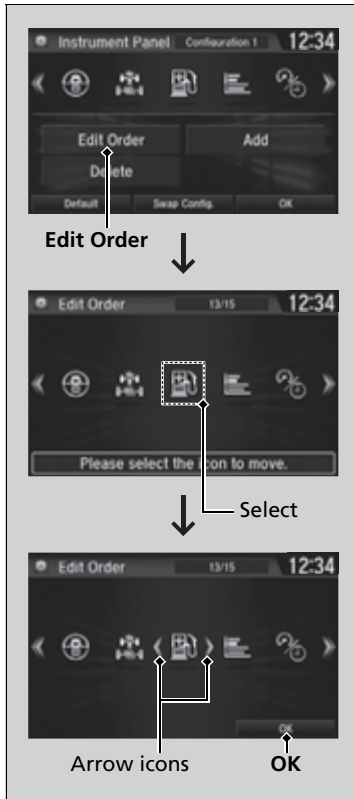 Instrument Panel Configuration 1 12:34
Edit Order Add
Delete
Default Swap Config. OK
Edit Order
Edit Order 13/15 12:34
Please select the icon to move.
Select
Edit Order 13/15 12:34
OK
Arrow icons OK